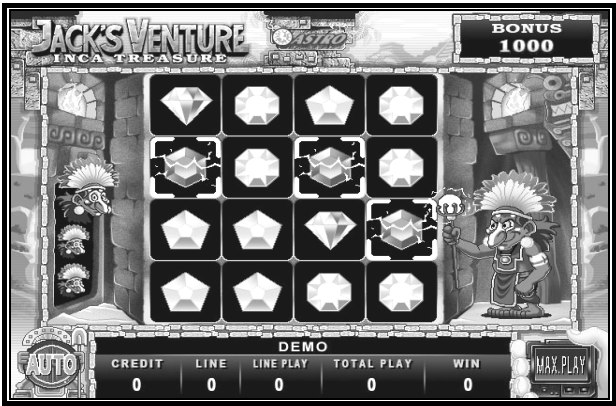 JACK'S VENTURE
INCA TREASURE
ASTRO
BONUS
1000
DEMO
CREDIT LINE LINE PLAY TOTAL PLAY WIN
0 0 0 0 0
AUTO
MAX.PLAY